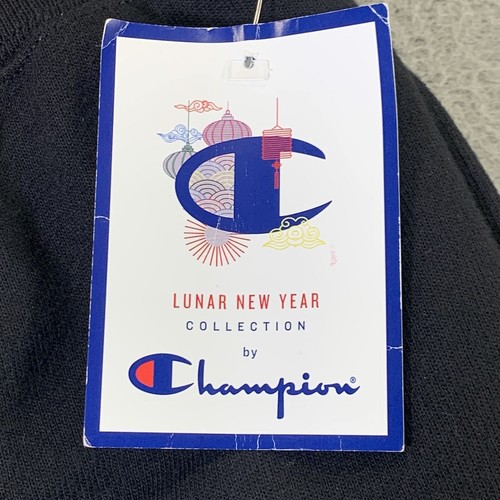 LUNAR NEW YEAR
COLLECTION
by
Champion®